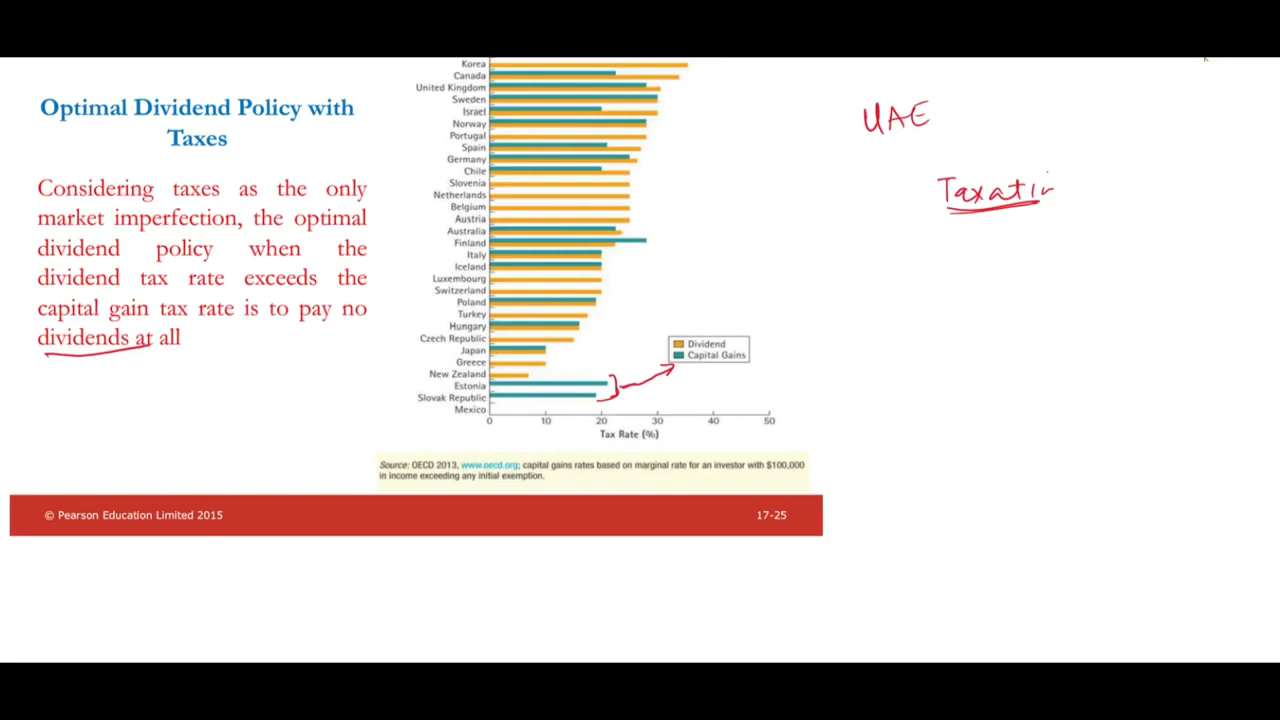 Optimal Dividend Policy with
Taxes
Considering taxes as the only
market imperfection, the optimal
dividend policy when the
dividend tax rate exceeds the
capital gain tax rate is to pay no
dividends at all
Korea
Canada
United Kingdom
Sweden
Israel
Norway
Portugal
Spain
Germany
Chile
Slovenia
Netherlands
Belgium
Austria
Australia
Finland
Italy
Iceland
Luxembourg
Switzerland
Poland
Turkey
Hungary
Czech Republic
Japan
Greece
New Zealand
Estonia
Slovak Republic
Mexico
0 10 20 30 40 50
Tax Rate (%)
Dividend
Capital Gains
Source: OECD 2013, www.oecd.org; capital gains rates based on marginal rate for an investor with $100,000
in income exceeding any initial exemption.
© Pearson Education Limited 2015
17-25
UAE
Taxatin